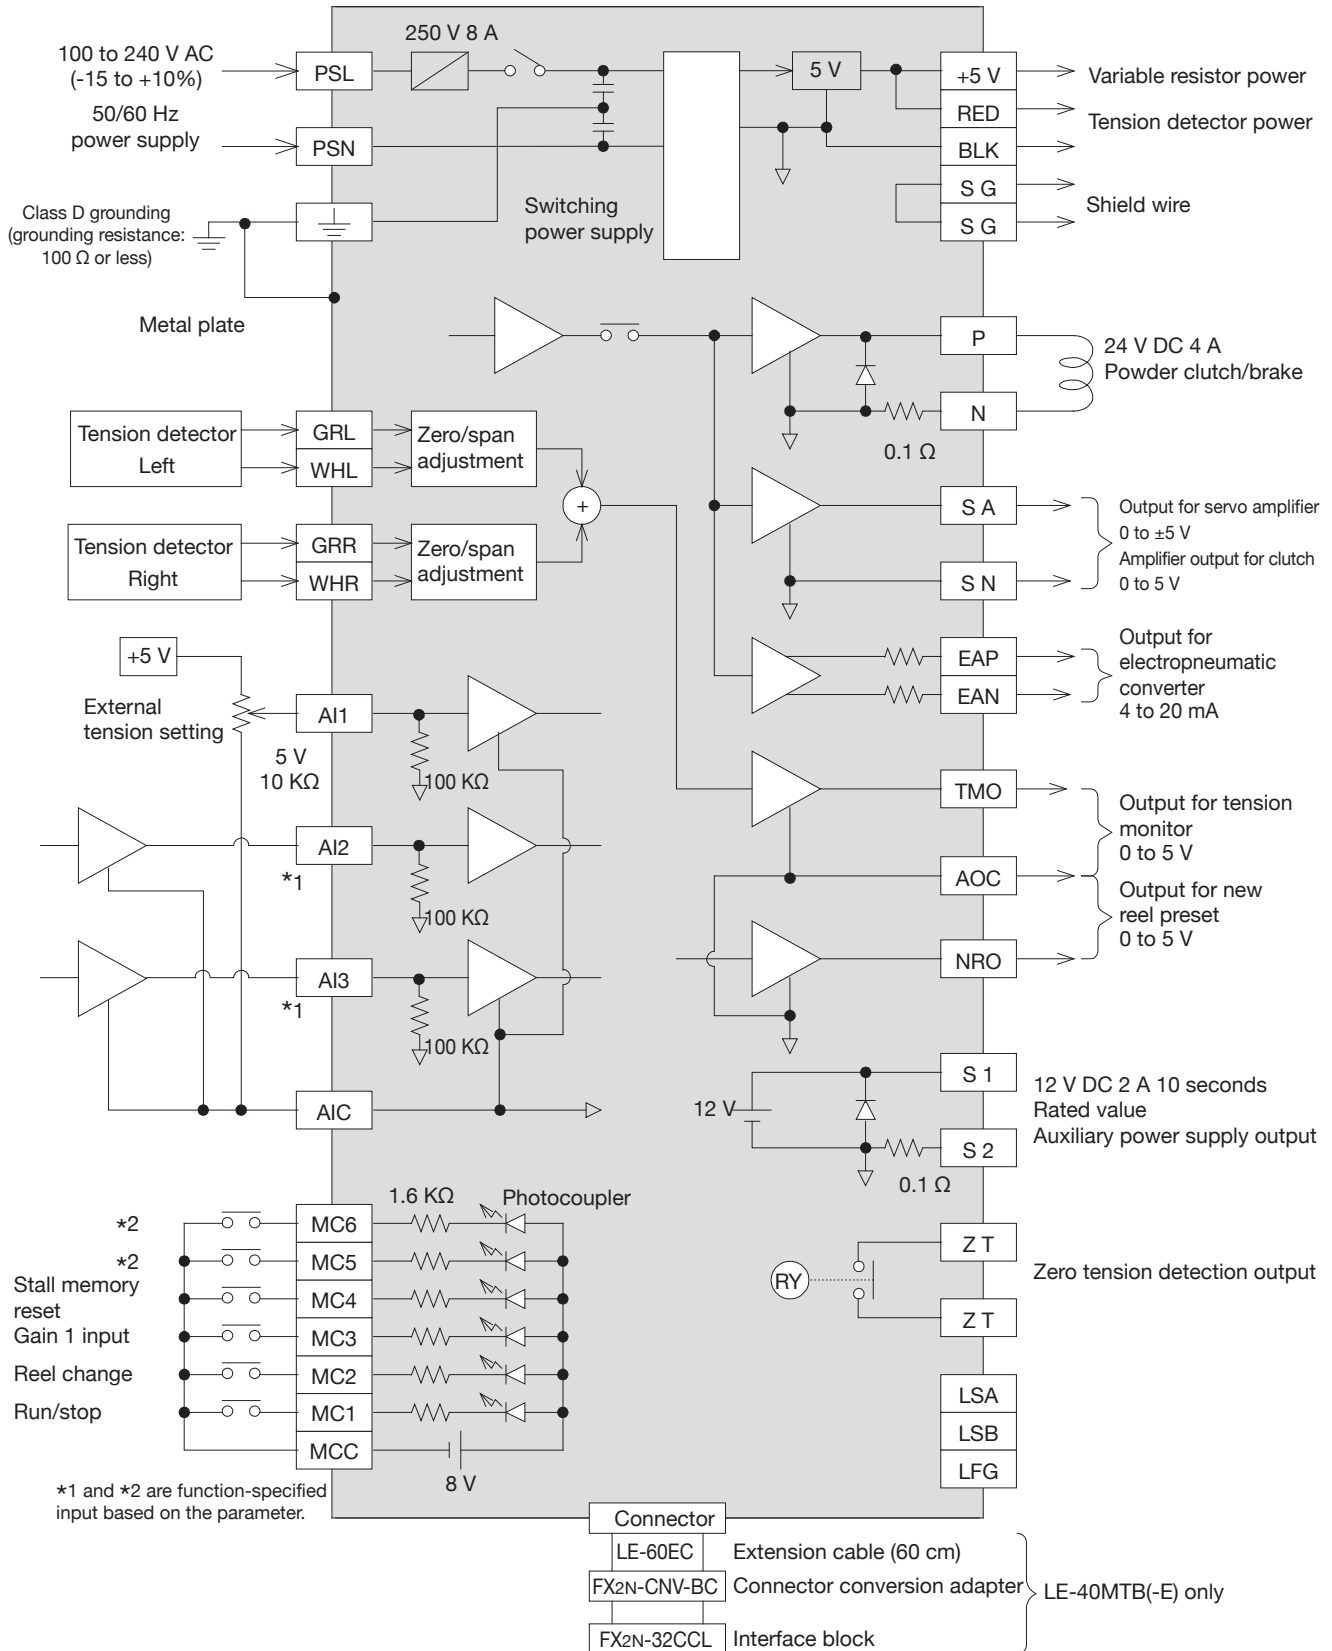 100 to 240 V AC
(-15 to +10%)
50/60 Hz
power supply
PSL
PSN
250 V 8 A
Switching
power supply
5 V
+5 V
RED
BLK
S G
S G
Variable resistor power
Tension detector power
Shield wire
Class D grounding
(grounding resistance:
100 Ω or less)
Metal plate
P
N
24 V DC 4 A
Powder clutch/brake
0.1 Ω
Tension detector
Left
GRL
WHL
Zero/span
adjustment
+
Tension detector
Right
GRR
WHR
Zero/span
adjustment
S A
S N
Output for servo amplifier
0 to ±5 V
Amplifier output for clutch
0 to 5 V
EAP
EAN
Output for
electropneumatic
converter
4 to 20 mA
+5 V
External
tension setting
AI1
5 V
10 KΩ
100 KΩ
AI2
*1
100 KΩ
AI3
*1
100 KΩ
AIC
TMO
AOC
NRO
Output for tension
monitor
0 to 5 V
Output for new
reel preset
0 to 5 V
12 V
S 1
S 2
0.1 Ω
12 V DC 2 A 10 seconds
Rated value
Auxiliary power supply output
1.6 KΩ
Photocoupler
*2
MC6
*2
MC5
Stall memory
reset
MC4
Gain 1 input
MC3
Reel change
MC2
Run/stop
MC1
MCC
8 V
RY
Z T
Z T
Zero tension detection output
LSA
LSB
LFG
*1 and *2 are function-specified
input based on the parameter.
Connector
LE-60EC
Extension cable (60 cm)
FX2N-CNV-BC
Connector conversion adapter
LE-40MTB(-E) only
FX2N-32CCL
Interface block